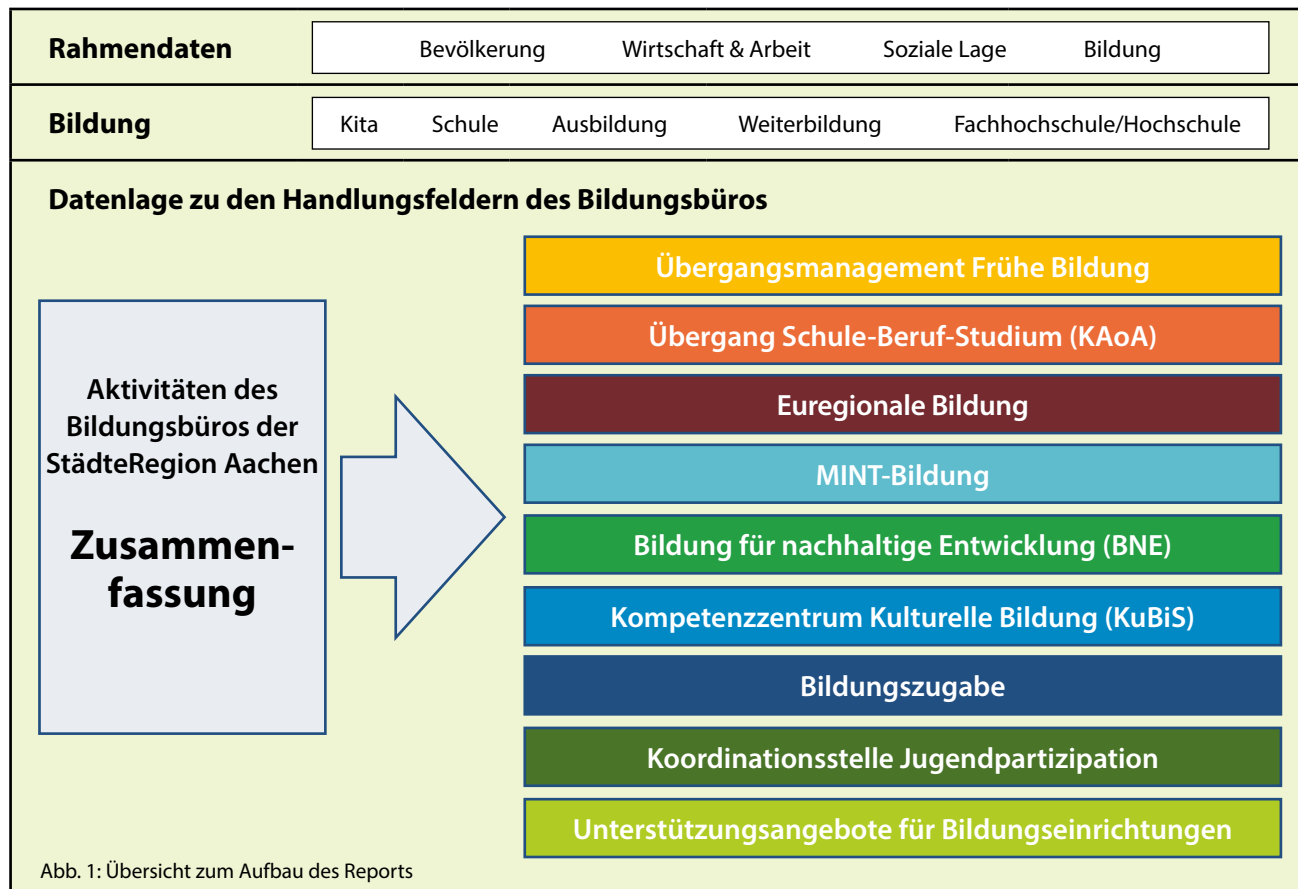 Rahmendaten Bevölkerung Wirtschaft & Arbeit Soziale Lage Bildung
Bildung Kita Schule Ausbildung Weiterbildung Fachhochschule/Hochschule
Datenlage zu den Handlungsfeldern des Bildungsbüros
Aktivitäten des
Bildungsbüros der
StädteRegion Aachen
Zusammen-
fassung
Übergangsmanagement Frühe Bildung
Übergang Schule-Beruf-Studium (KAoA)
Euregionale Bildung
MINT-Bildung
Bildung für nachhaltige Entwicklung (BNE)
Kompetenzzentrum Kulturelle Bildung (KuBiS)
Bildungszugabe
Koordinationsstelle Jugendpartizipation
Unterstützungsangebote für Bildungseinrichtungen
Abb. 1: Übersicht zum Aufbau des Reports